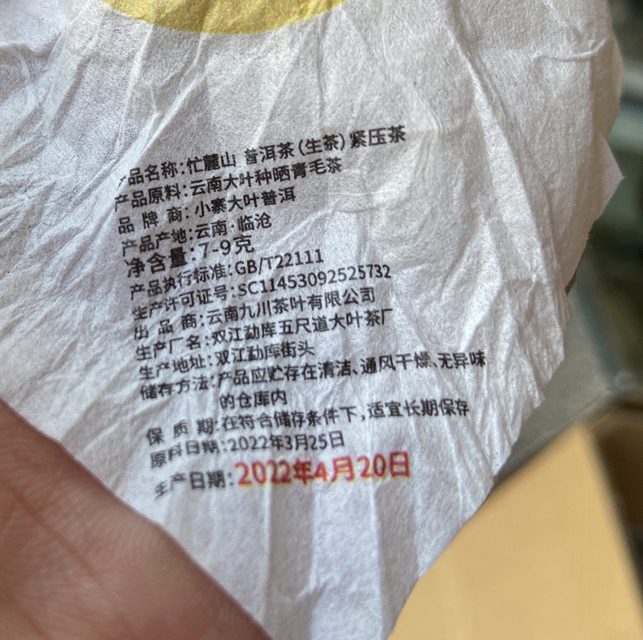 产品名称:忙麓山 普洱茶(生茶)紧压茶
产品原料:云南大叶种晒青毛茶
品 牌 商:小寨大叶普洱
产品产地:云南·临沧
净含量:7-9克
产品执行标准:GB/T22111
生产许可证号:SC11453092525732
出 品 商:云南九川茶叶有限公司
生产厂名:双江勐库五尺道大叶茶厂
生产地址:双江勐库街头
储存方法:产品应贮存在清洁、通风干燥、无异味
的仓库内
保 质 期:在符合储存条件下,适宜长期保存
原料日期:2022年3月25日
生产日期:2022年4月20日